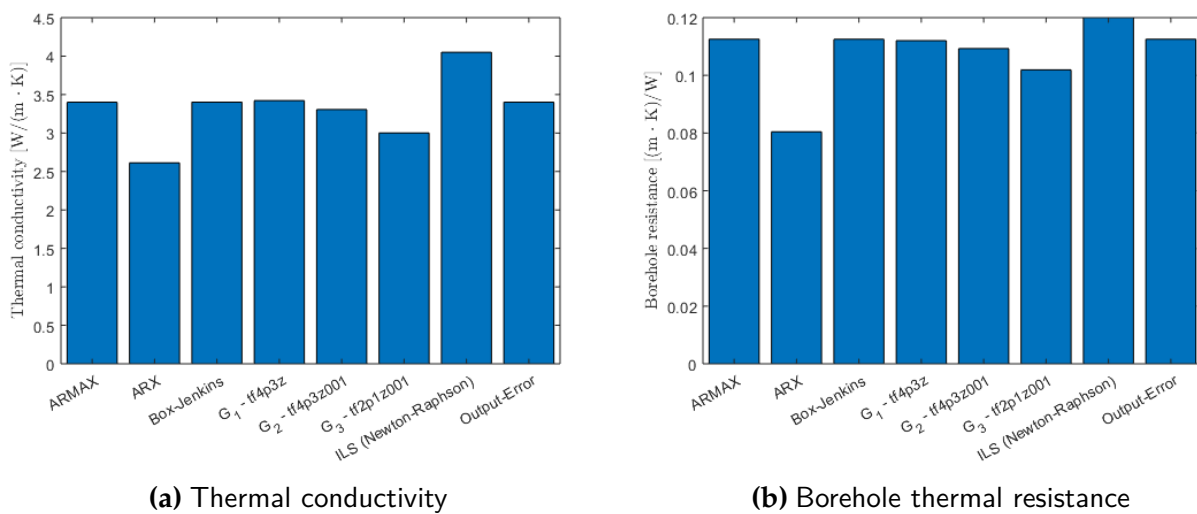 Thermal conductivity [W/(m · K)]
4.5
4
3.5
3
2.5
2
1.5
1
0.5
0
ARMAX
ARX
Box-Jenkins
G1 - tf4p3z
G2 - tf4p3z001
G3 - tf2p1z001
ILS (Newton-Raphson)
Output-Error
(a) Thermal conductivity
Borehole resistance [(m · K)/W]
0.12
0.1
0.08
0.06
0.04
0.02
0
ARMAX
ARX
Box-Jenkins
G1 - tf4p3z
G2 - tf4p3z001
G3 - tf2p1z001
ILS (Newton-Raphson)
Output-Error
(b) Borehole thermal resistance